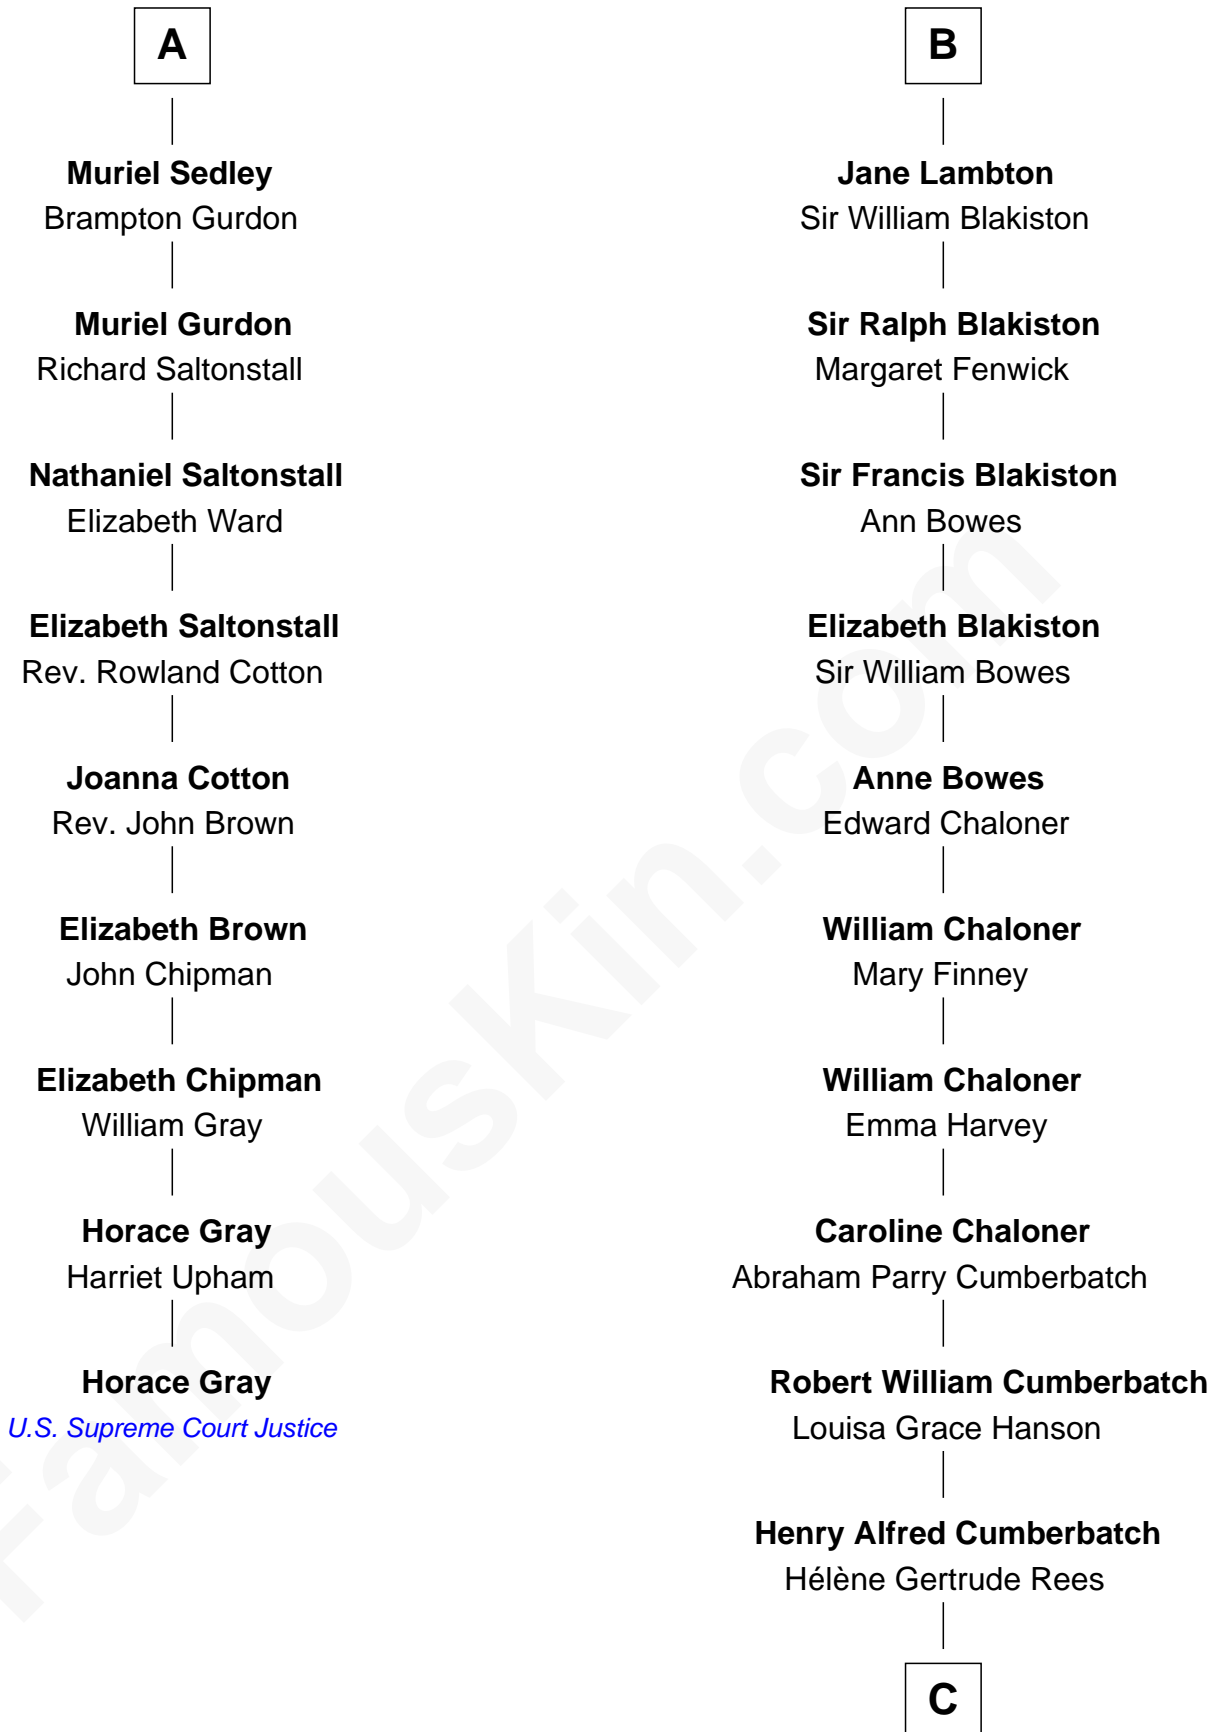 A
Muriel Sedley
Brampton Gurdon
Muriel Gurdon
Richard Saltonstall
Nathaniel Saltonstall
Elizabeth Ward
Elizabeth Saltonstall
Rev. Rowland Cotton
Joanna Cotton
Rev. John Brown
Elizabeth Brown
John Chipman
Elizabeth Chipman
William Gray
Horace Gray
Harriet Upham
Horace Gray
U.S. Supreme Court Justice
B
Jane Lambton
Sir William Blakiston
Sir Ralph Blakiston
Margaret Fenwick
Sir Francis Blakiston
Ann Bowes
Elizabeth Blakiston
Sir William Bowes
Anne Bowes
Edward Chaloner
William Chaloner
Mary Finney
William Chaloner
Emma Harvey
Caroline Chaloner
Abraham Parry Cumberbatch
Robert William Cumberbatch
Louisa Grace Hanson
Henry Alfred Cumberbatch
Hélène Gertrude Rees
C
FamousKin.com